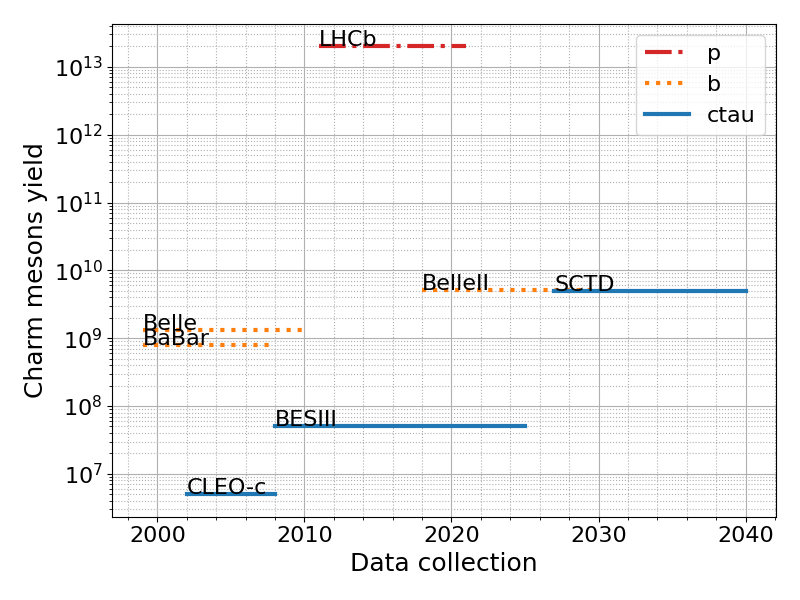 LHCb
p
b
ctau
10^13
10^12
10^11
10^10
10^9
10^8
10^7
Charm mesons yield
BelleII
SCTD
Belle
BaBar
BESIII
CLEO-c
2000
2010
2020
2030
2040
Data collection